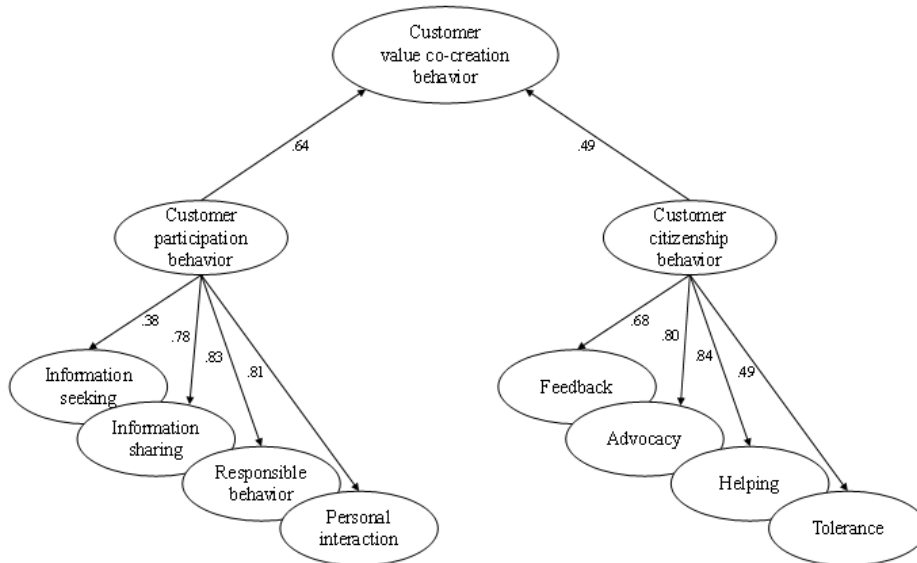 Customer
value co-creation
behavior
.64
.49
Customer
participation
behavior
Customer
citizenship
behavior
.38
.78
.83
.81
.68
.80
.84
.49
Information
seeking
Information
sharing
Responsible
behavior
Personal
interaction
Feedback
Advocacy
Helping
Tolerance